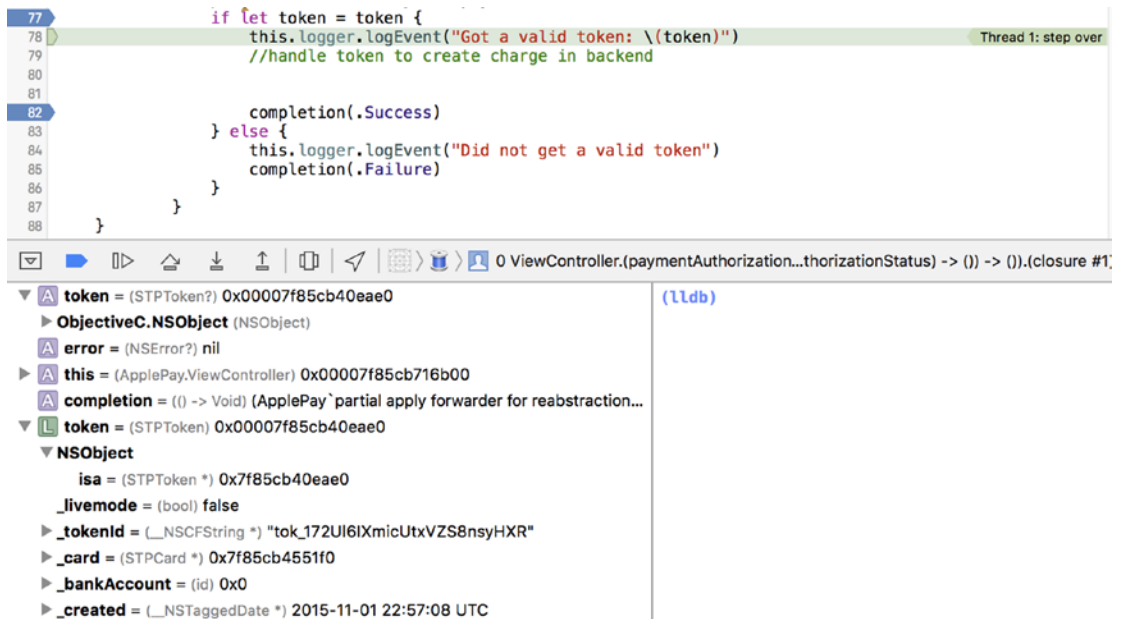 77 if let token = token {
78 this.logger.logEvent("Got a valid token: \(token)") Thread 1: step over
79 //handle token to create charge in backend
80
81
82 completion(.Success)
83 } else {
84 this.logger.logEvent("Did not get a valid token")
85 completion(.Failure)
86 }
87 }
88 }
0 ViewController.(paymentAuthorization...thorizationStatus) -> ()) -> ()).(closure #1)
A token = (STPToken?) 0x00007f85cb40eae0
ObjectiveC.NSObject (NSObject)
A error = (NSError?) nil
A this = (ApplePay.ViewController) 0x00007f85cb716b00
A completion = (() -> Void) (ApplePay`partial apply forwarder for reabstraction...
L token = (STPToken) 0x00007f85cb40eae0
NSObject
isa = (STPToken *) 0x7f85cb40eae0
_livemode = (bool) false
_tokenId = (__NSCFString *) "tok_172Ul6IXmicUtxVZS8nsyHXR"
_card = (STPCard *) 0x7f85cb4551f0
_bankAccount = (id) 0x0
_created = (__NSTaggedDate *) 2015-11-01 22:57:08 UTC
(lldb)